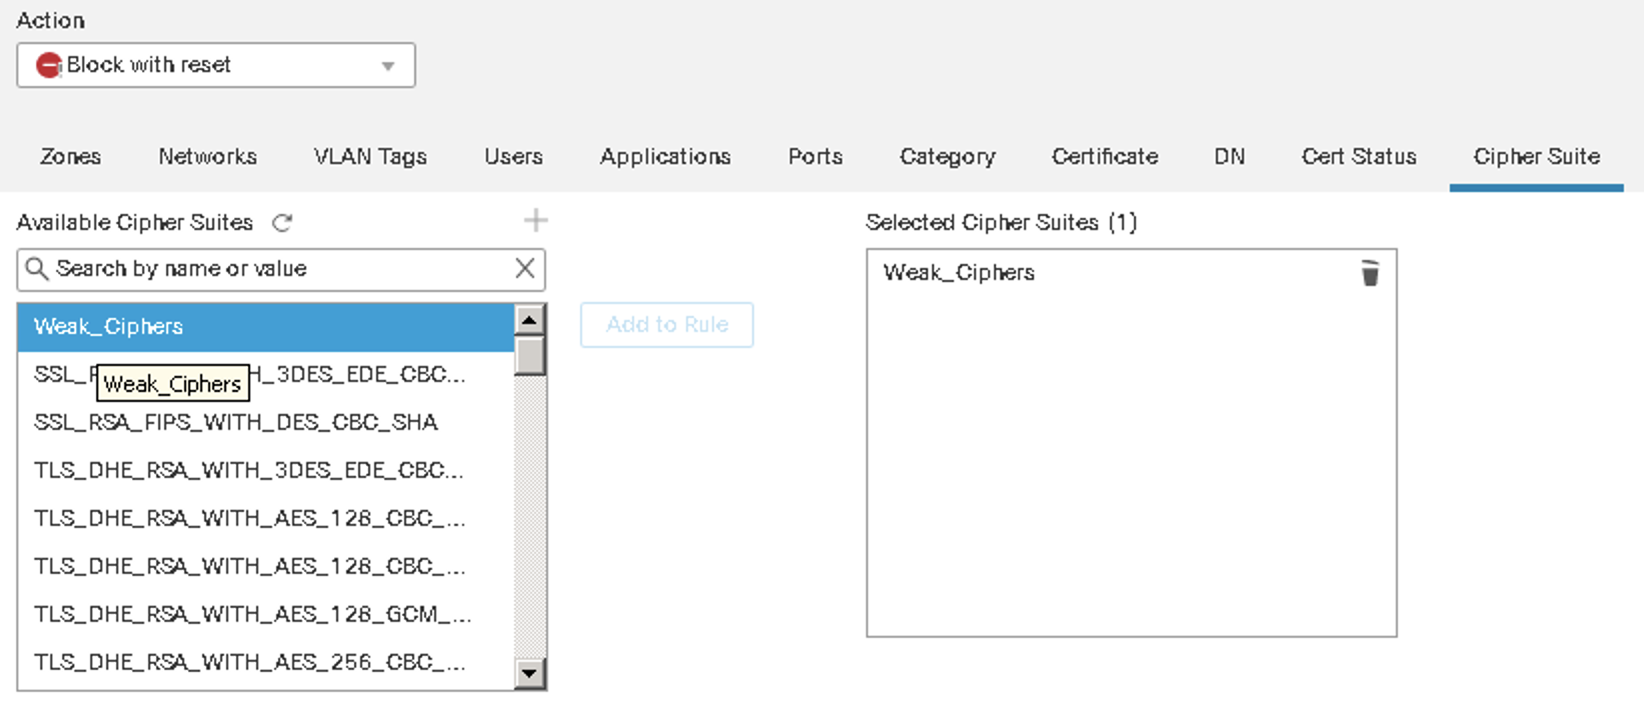 Action
Block with reset
Zones Networks VLAN Tags Users Applications Ports Category Certificate DN Cert Status Cipher Suite
Available Cipher Suites
Selected Cipher Suites (1)
Search by name or value
Weak_Ciphers
Weak_Ciphers
Add to Rule
SSL_ H_3DES_EDE_CBC...
Weak_Ciphers
SSL_RSA_FIPS_WITH_DES_CBC_SHA
TLS_DHE_RSA_WITH_3DES_EDE_CBC...
TLS_DHE_RSA_WITH_AES_128_CBC_...
TLS_DHE_RSA_WITH_AES_128_CBC_...
TLS_DHE_RSA_WITH_AES_128_GCM_...
TLS_DHE_RSA_WITH_AES_256_CBC_...